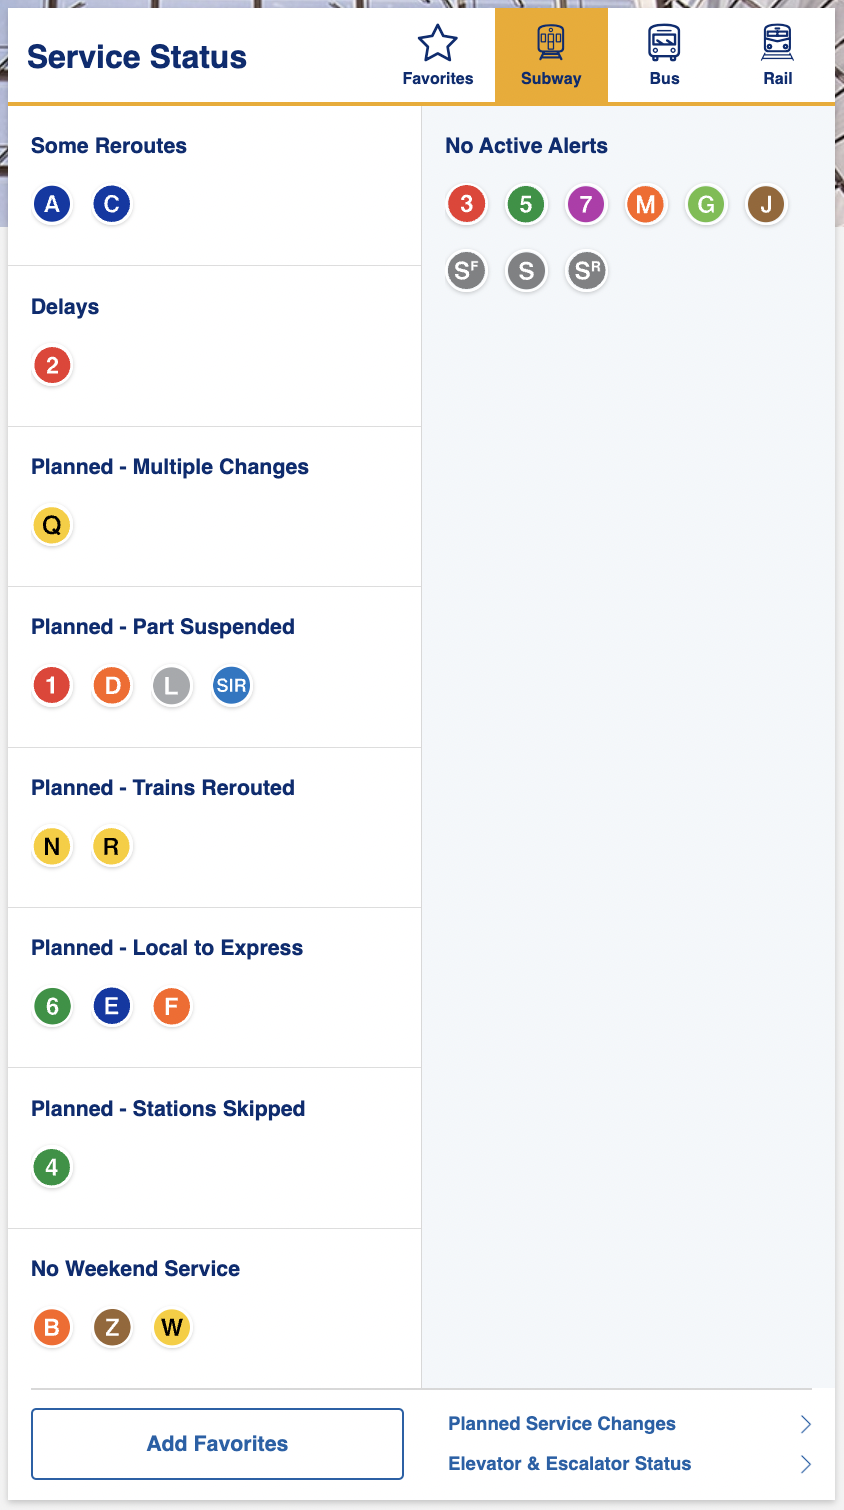 Service Status
Favorites
Subway
Bus
Rail
Some Reroutes
A C
Delays
2
Planned - Multiple Changes
Q
Planned - Part Suspended
1 D L SIR
Planned - Trains Rerouted
N R
Planned - Local to Express
6 E F
Planned - Stations Skipped
4
No Weekend Service
B Z W
No Active Alerts
3 5 7 M G J
SF S SR
Add Favorites
Planned Service Changes
Elevator & Escalator Status